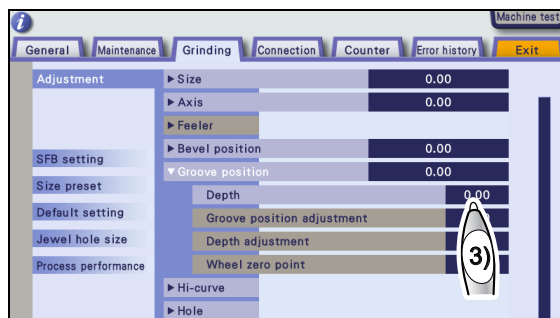 i
Machine test
General Maintenance Grinding Connection Counter Error history Exit
Adjustment
▶ Size 0.00
▶ Axis 0.00
▶ Feeler
▶ Bevel position 0.00
▼ Groove position 0.00
Depth 0.00
Groove position adjustment
Depth adjustment
Wheel zero point
▶ Hi-curve
▶ Hole
SFB setting
Size preset
Default setting
Jewel hole size
Process performance
3)